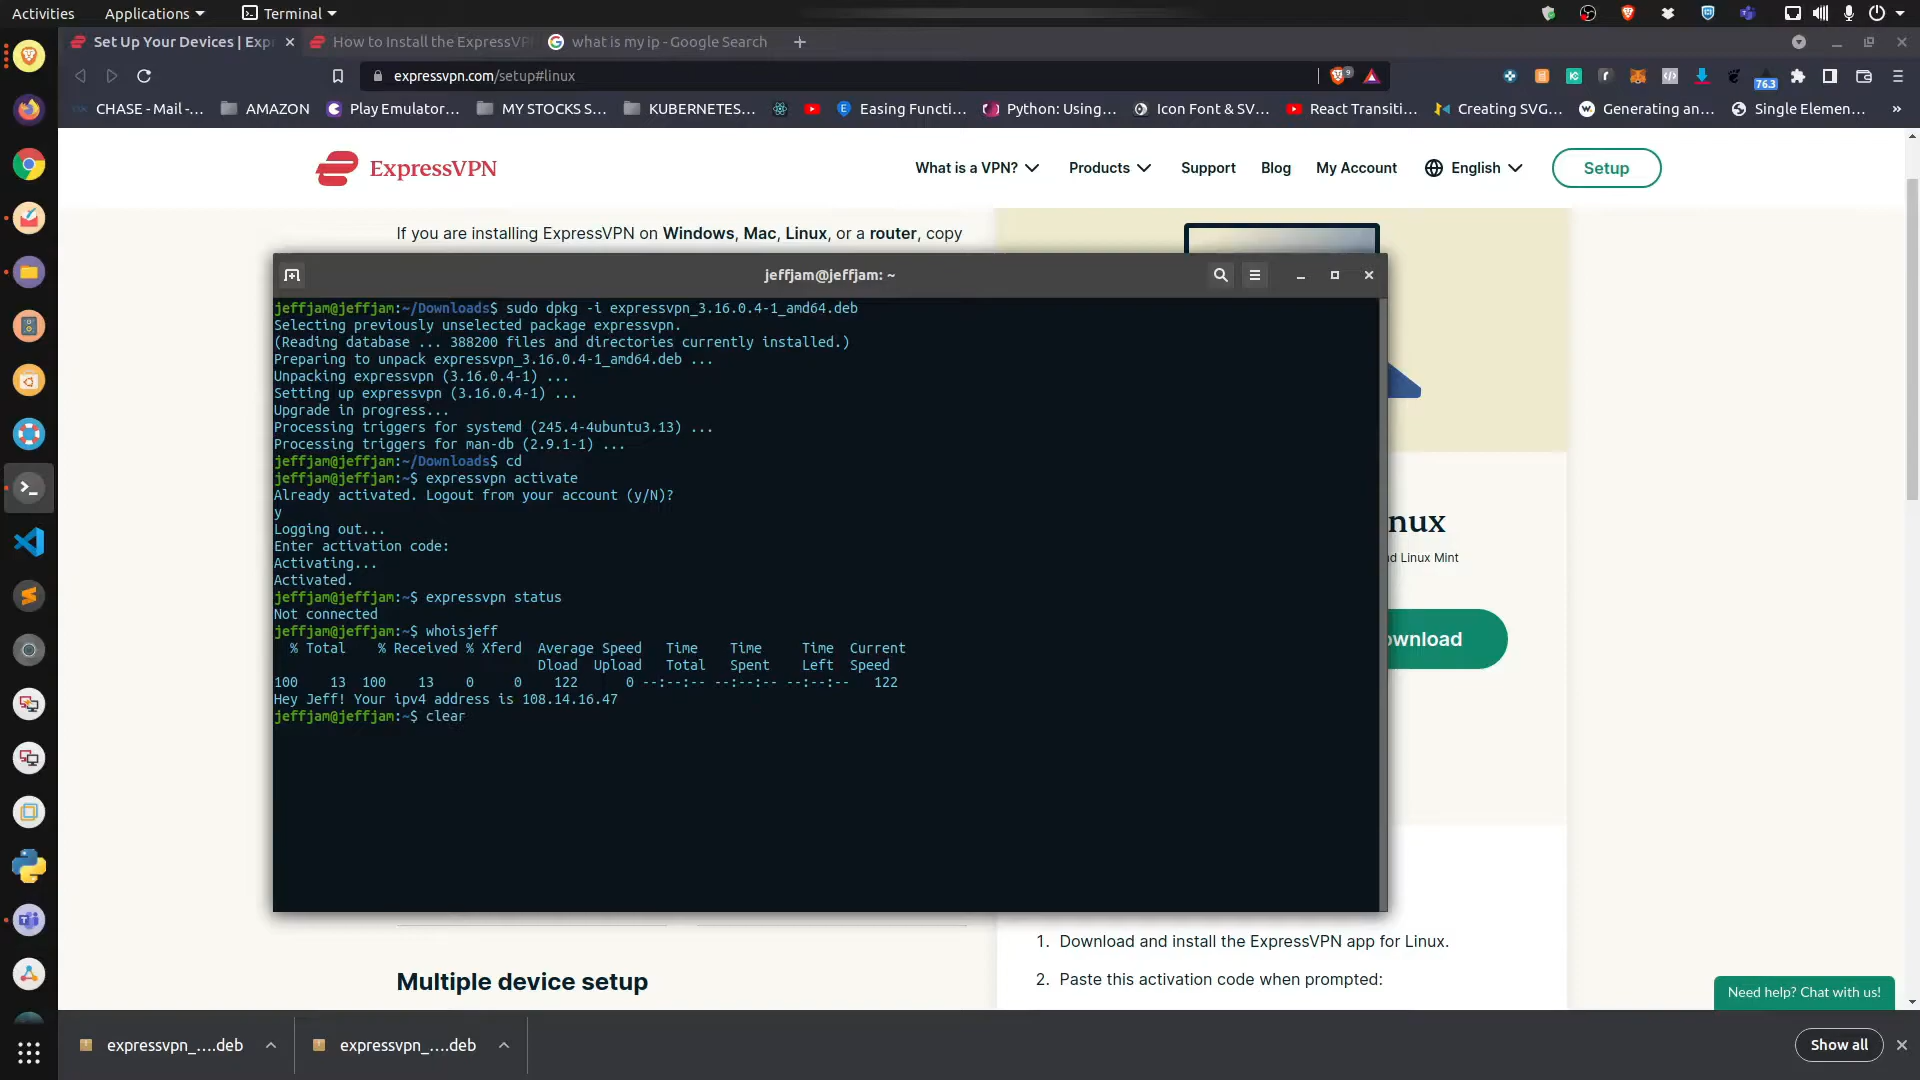 Activities
Applications
Terminal
Set Up Your Devices | Exp
How to Install the ExpressVP
what is my ip - Google Search
expressvpn.com/setup#linux
9
76.3
CHASE - Mail -...
AMAZON
Play Emulator...
MY STOCKS S...
KUBERNETES...
Easing Functi...
Python: Using...
Icon Font & SV...
React Transiti...
Creating SVG...
Generating an...
Single Elemen...
»
ExpressVPN
What is a VPN?
Products
Support
Blog
My Account
English
Setup
If you are installing ExpressVPN on Windows, Mac, Linux, or a router, copy
jeffjam@jeffjam: ~
jeffjam@jeffjam:~/Downloads$ sudo dpkg -i expressvpn_3.16.0.4-1_amd64.deb
Selecting previously unselected package expressvpn.
(Reading database ... 388200 files and directories currently installed.)
Preparing to unpack expressvpn_3.16.0.4-1_amd64.deb ...
Unpacking expressvpn (3.16.0.4-1) ...
Setting up expressvpn (3.16.0.4-1) ...
Upgrade in progress...
Processing triggers for systemd (245.4-4ubuntu3.13) ...
Processing triggers for man-db (2.9.1-1) ...
jeffjam@jeffjam:~/Downloads$ cd
jeffjam@jeffjam:~$ expressvpn activate
Already activated. Logout from your account (y/N)?
y
Logging out...
Enter activation code:
Activating...
Activated.
jeffjam@jeffjam:~$ expressvpn status
Not connected
jeffjam@jeffjam:~$ whoisjeff
% Total % Received % Xferd Average Speed Time Time Time Current
Dload Upload Total Spent Left Speed
100 13 100 13 0 0 122 0 --:--:-- --:--:-- --:--:-- 122
Hey Jeff! Your ipv4 address is 108.14.16.47
jeffjam@jeffjam:~$ clear
nux
d Linux Mint
wnload
1. Download and install the ExpressVPN app for Linux.
2. Paste this activation code when prompted:
Multiple device setup
Need help? Chat with us!
expressvpn_....deb
expressvpn_....deb
Show all